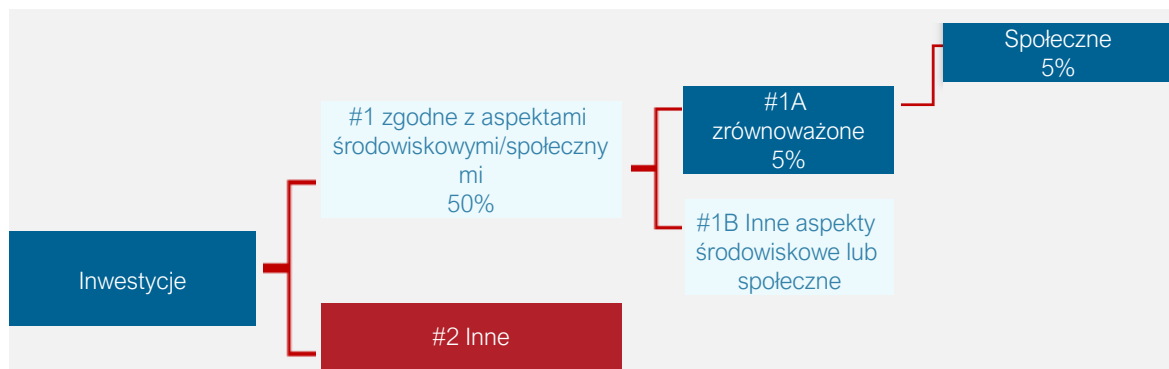 Społeczne
5%
#1 zgodne z aspektami
środowiskowymi/społeczny
mi
50%
#1A
zrównoważone
5%
#1B Inne aspekty
środowiskowe lub
społeczne
Inwestycje
#2 Inne